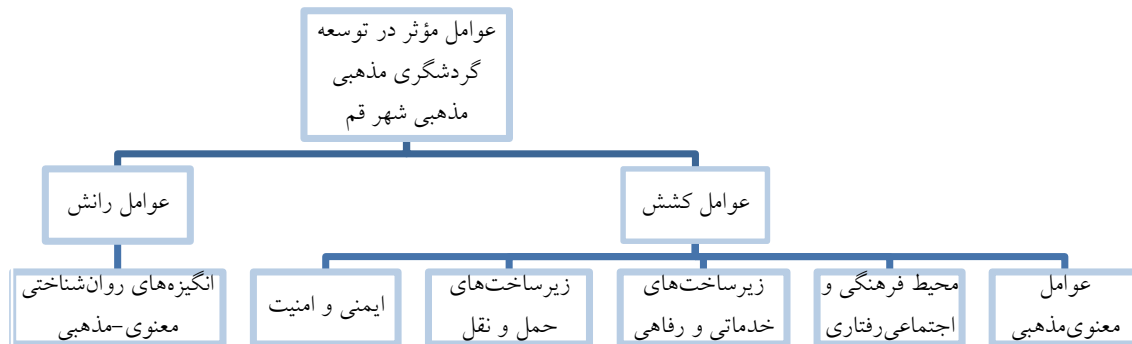 عوامل مؤثر در توسعه
گردشگری مذهبی
مذهبی شهر قم
عوامل کشش
عوامل رانش
عوامل
معنوی‌مذهبی
محیط فرهنگی و
اجتماعی‌رفتاری
زیرساخت‌های
خدماتی و رفاهی
زیرساخت‌های
حمل و نقل
ایمنی و امنیت
انگیزه‌های روان‌شناختی
معنوی-مذهبی